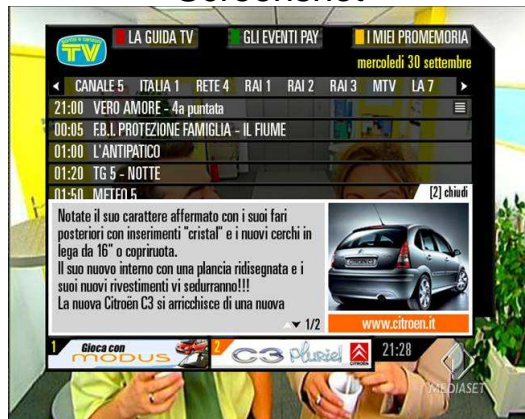 Screenshot
TV
LA GUIDA TV
GLI EVENTI PAY
I MIEI PROMEMORIA
mercoledì 30 settembre
CANALE 5 ITALIA 1 RETE 4 RAI 1 RAI 2 RAI 3 MTV LA 7
21:00 VERO AMORE - 4a puntata
00:05 F.B.I. PROTEZIONE FAMIGLIA - IL FIUME
01:00 L'ANTIPATICO
01:20 TG 5 - NOTTE
01:50 METEO 5
[2] chiudi
Notate il suo carattere affermato con i suoi fari
posteriori con inserimenti "cristal" e i nuovi cerchi in
lega da 16" o copriruota.
Il suo nuovo interno con una plancia ridisegnata e i
suoi nuovi rivestimenti vi sedurranno!!!
La nuova Citroën C3 si arricchisce di una nuova
1/2
www.citroen.it
1 Gioca con
MODUS
2 C3 Pluriel
CITROËN
21:28
MEDIASET